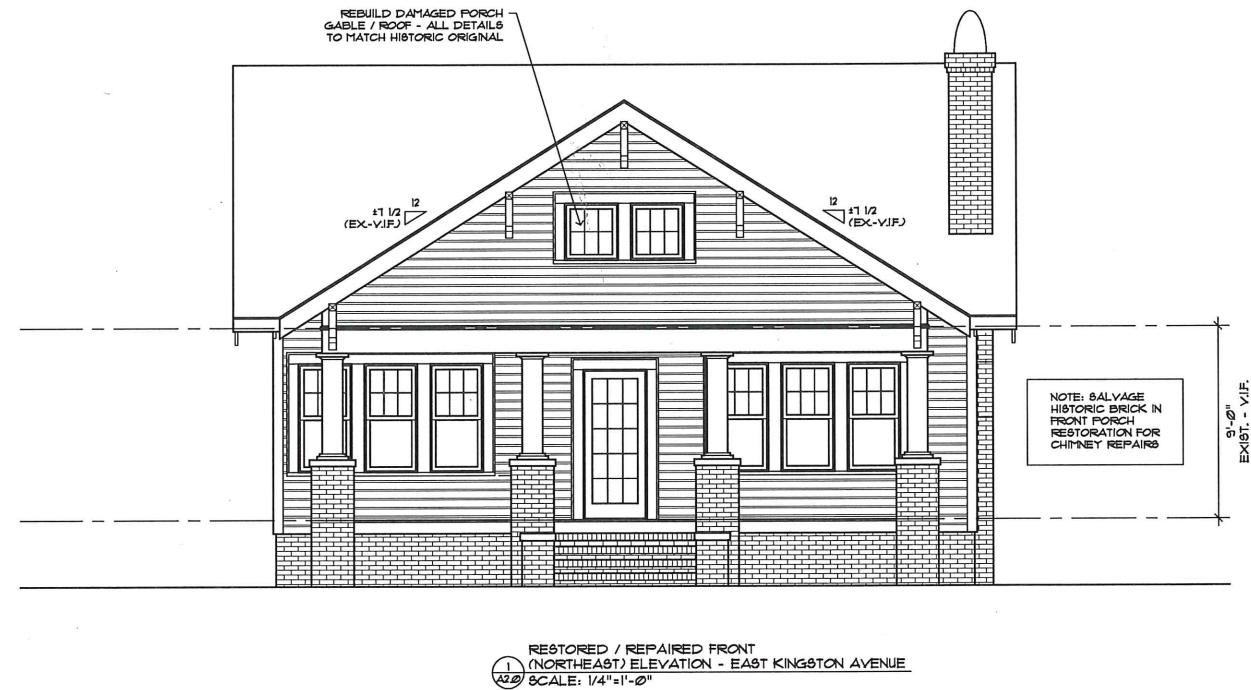 REBUILD DAMAGED PORCH
GABLE / ROOF - ALL DETAILS
TO MATCH HISTORIC ORIGINAL
12
±7 1/2
(EX.-V.I.F.)
12
±7 1/2
(EX.-V.I.F.)
NOTE: SALVAGE
HISTORIC BRICK IN
FRONT PORCH
RESTORATION FOR
CHIMNEY REPAIRS
9'-0"
EXIST. - V.I.F.
1
A2.0
RESTORED / REPAIRED FRONT
(NORTHEAST) ELEVATION - EAST KINGSTON AVENUE
SCALE: 1/4"=1'-0"